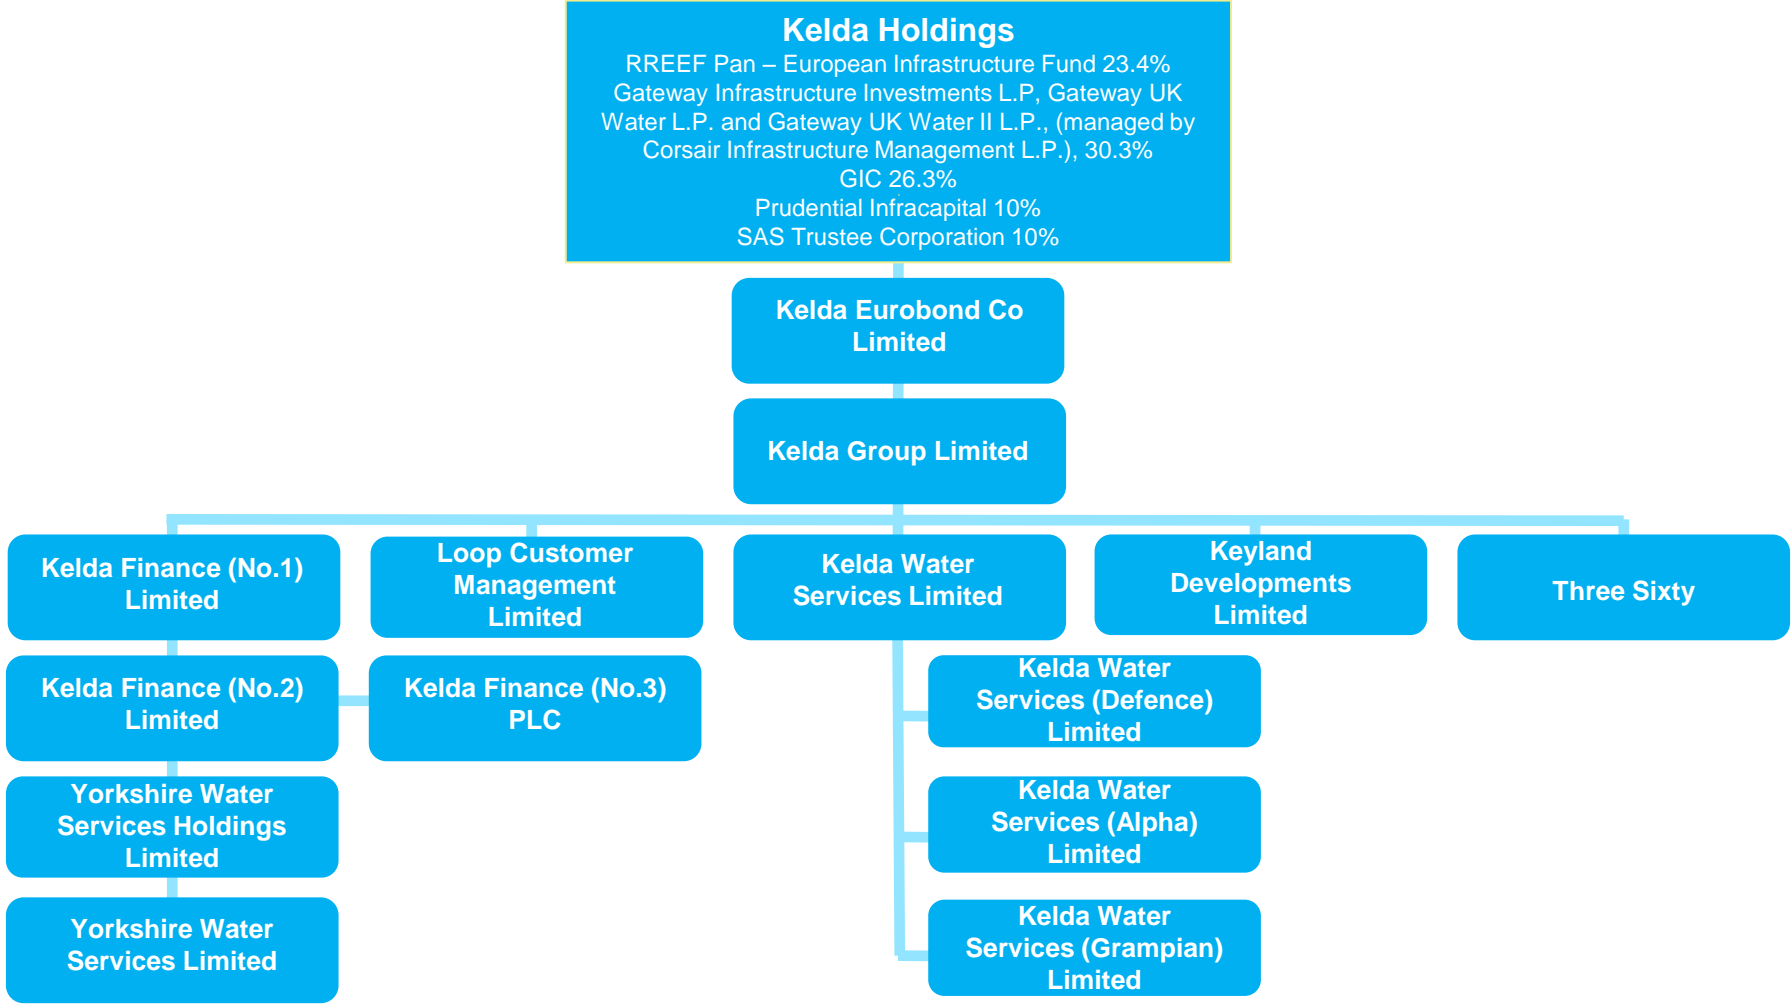 Kelda Holdings
RREEF Pan – European Infrastructure Fund 23.4%
Gateway Infrastructure Investments L.P, Gateway UK
Water L.P. and Gateway UK Water II L.P., (managed by
Corsair Infrastructure Management L.P.), 30.3%
GIC 26.3%
Prudential Infracapital 10%
SAS Trustee Corporation 10%
Kelda Eurobond Co
Limited
Kelda Group Limited
Kelda Finance (No.1)
Limited
Loop Customer
Management
Limited
Kelda Water
Services Limited
Keyland
Developments
Limited
Three Sixty
Kelda Finance (No.2)
Limited
Kelda Finance (No.3)
PLC
Kelda Water
Services (Defence)
Limited
Yorkshire Water
Services Holdings
Limited
Kelda Water
Services (Alpha)
Limited
Yorkshire Water
Services Limited
Kelda Water
Services (Grampian)
Limited